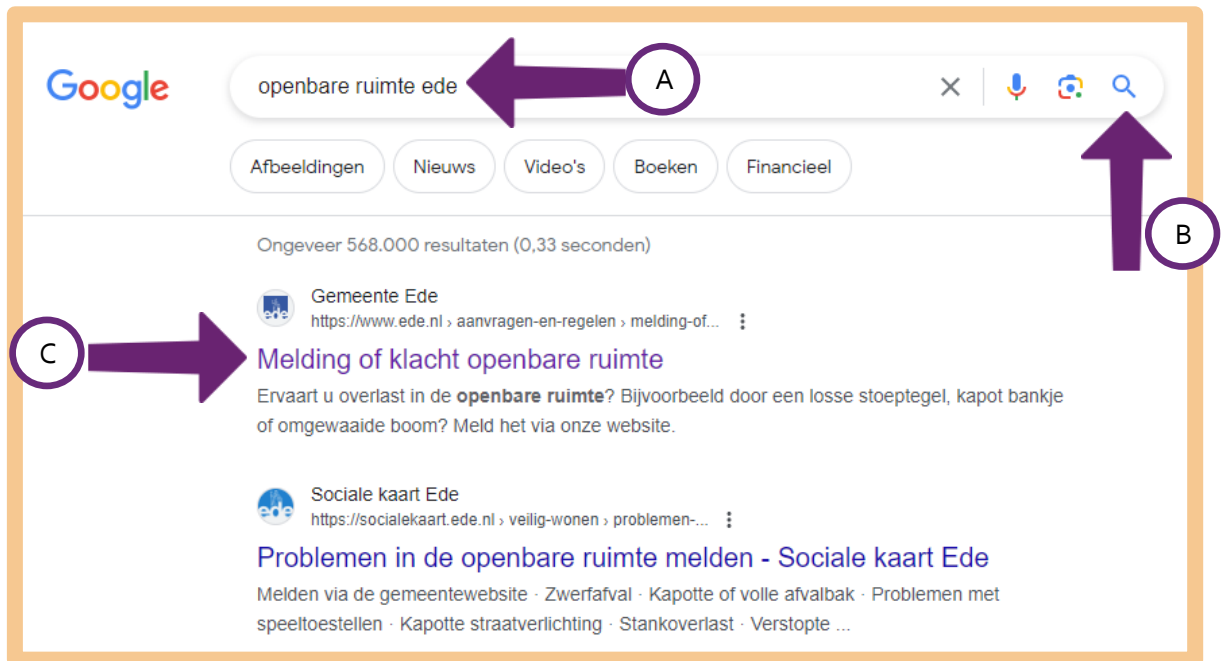 Google
openbare ruimte ede
A
Afbeeldingen Nieuws Video's Boeken Financieel
B
Ongeveer 568.000 resultaten (0,33 seconden)
ede
Gemeente Ede
https://www.ede.nl › aanvragen-en-regelen › melding-of...
C
Melding of klacht openbare ruimte
Ervaart u overlast in de openbare ruimte? Bijvoorbeeld door een losse stoeptegel, kapot bankje
of omgewaaide boom? Meld het via onze website.
ede
Sociale kaart Ede
https://socialekaart.ede.nl › veilig-wonen › problemen-...
Problemen in de openbare ruimte melden - Sociale kaart Ede
Melden via de gemeentewebsite · Zwerfafval · Kapotte of volle afvalbak · Problemen met
speeltoestellen · Kapotte straatverlichting · Stankoverlast · Verstopte ...